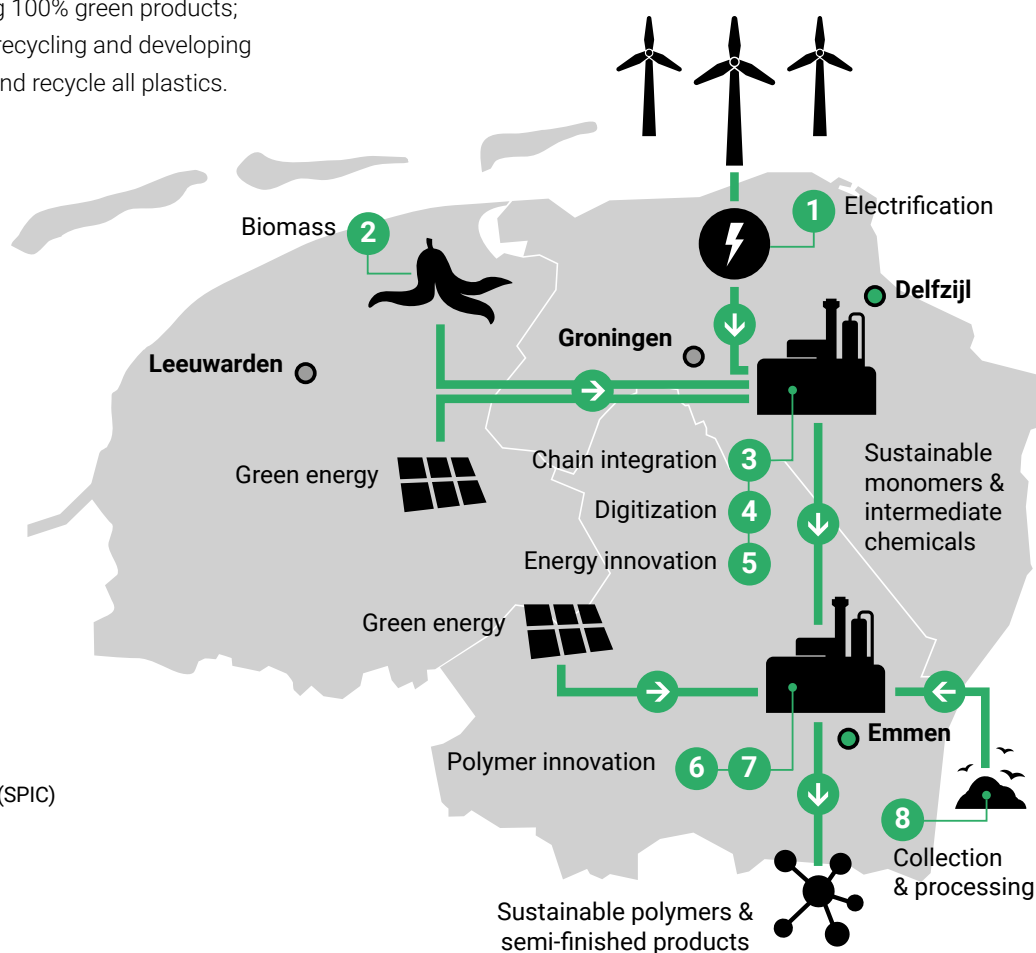 g 100% green products;
recycling and developing
nd recycle all plastics.
1 Electrification
Biomass 2
Delfzijl
Groningen
Leeuwarden
Chain integration 3
Green energy
Sustainable
monomers &
intermediate
chemicals
Digitization 4
Energy innovation 5
Green energy
Emmen
Polymer innovation 6 7
(SPIC)
8
Collection
& processing
Sustainable polymers &
semi-finished products